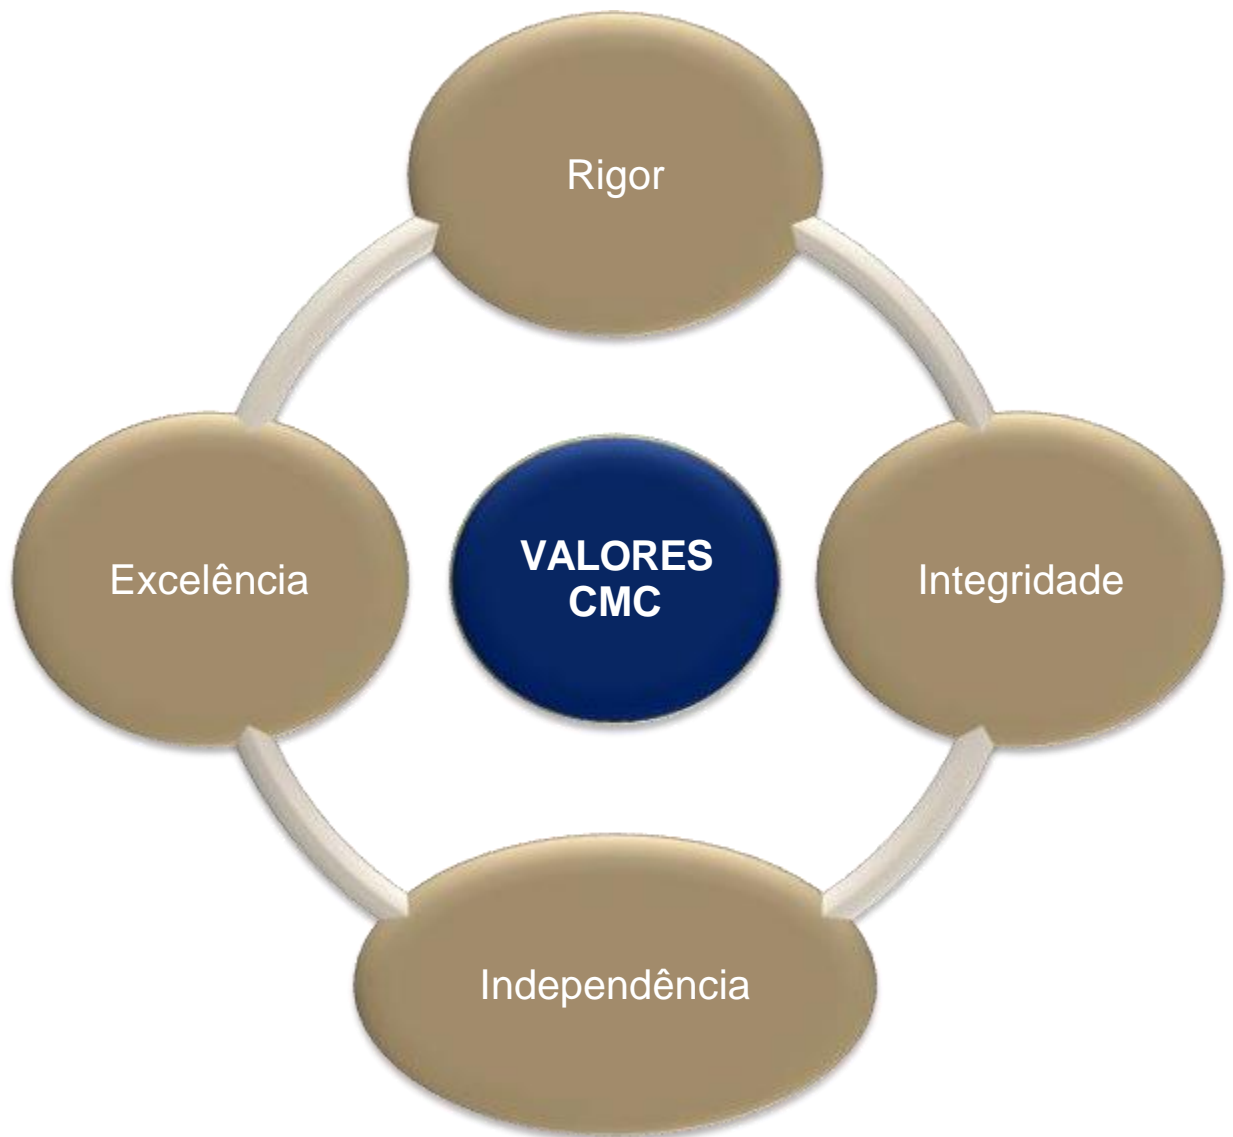 Rigor
Excelência
VALORES
CMC
Integridade
Independência